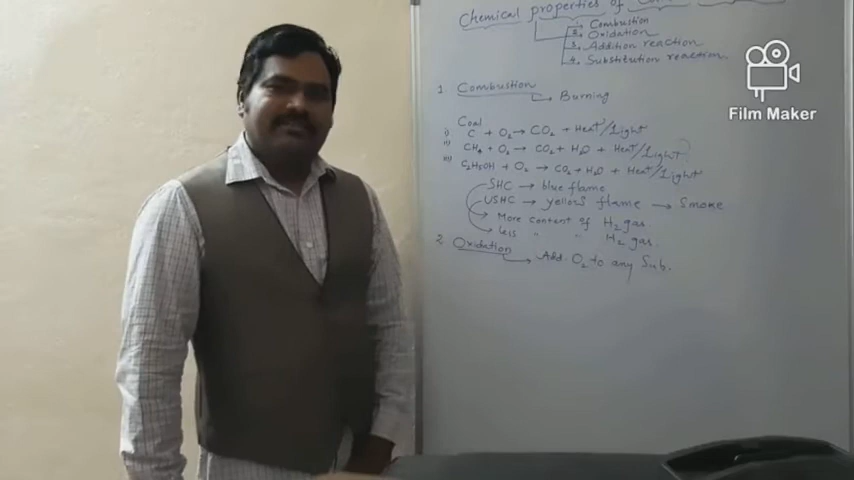 Chemical properties of
1. Combustion
2. Oxidation
3. Addition reaction
4. Substitution reaction
1 Combustion
Burning
Coal
i) C + O₂ → CO₂ + Heat/Light
ii) CH₄ + O₂ → CO₂ + H₂O + Heat/Light
iii) C₂H₅OH + O₂ → CO₂ + H₂O + Heat/Light
SHC → blue flame
USHC → yellow flame → Smoke
More content of H₂ gas
Less " " H₂ gas.
2 Oxidation
Add. O₂ to any Sub.
Film Maker